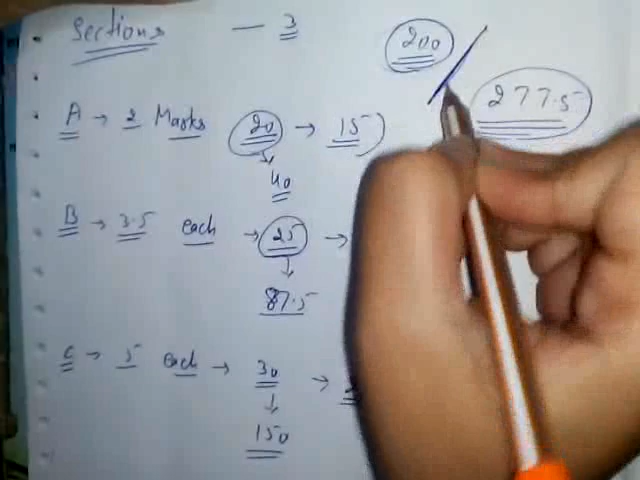 Sections — 3
200 / 277.5
A → 2 Marks 20 → 15)
40
B → 3.5 each → 25 →
87.5
C → 5 each → 30 →
150